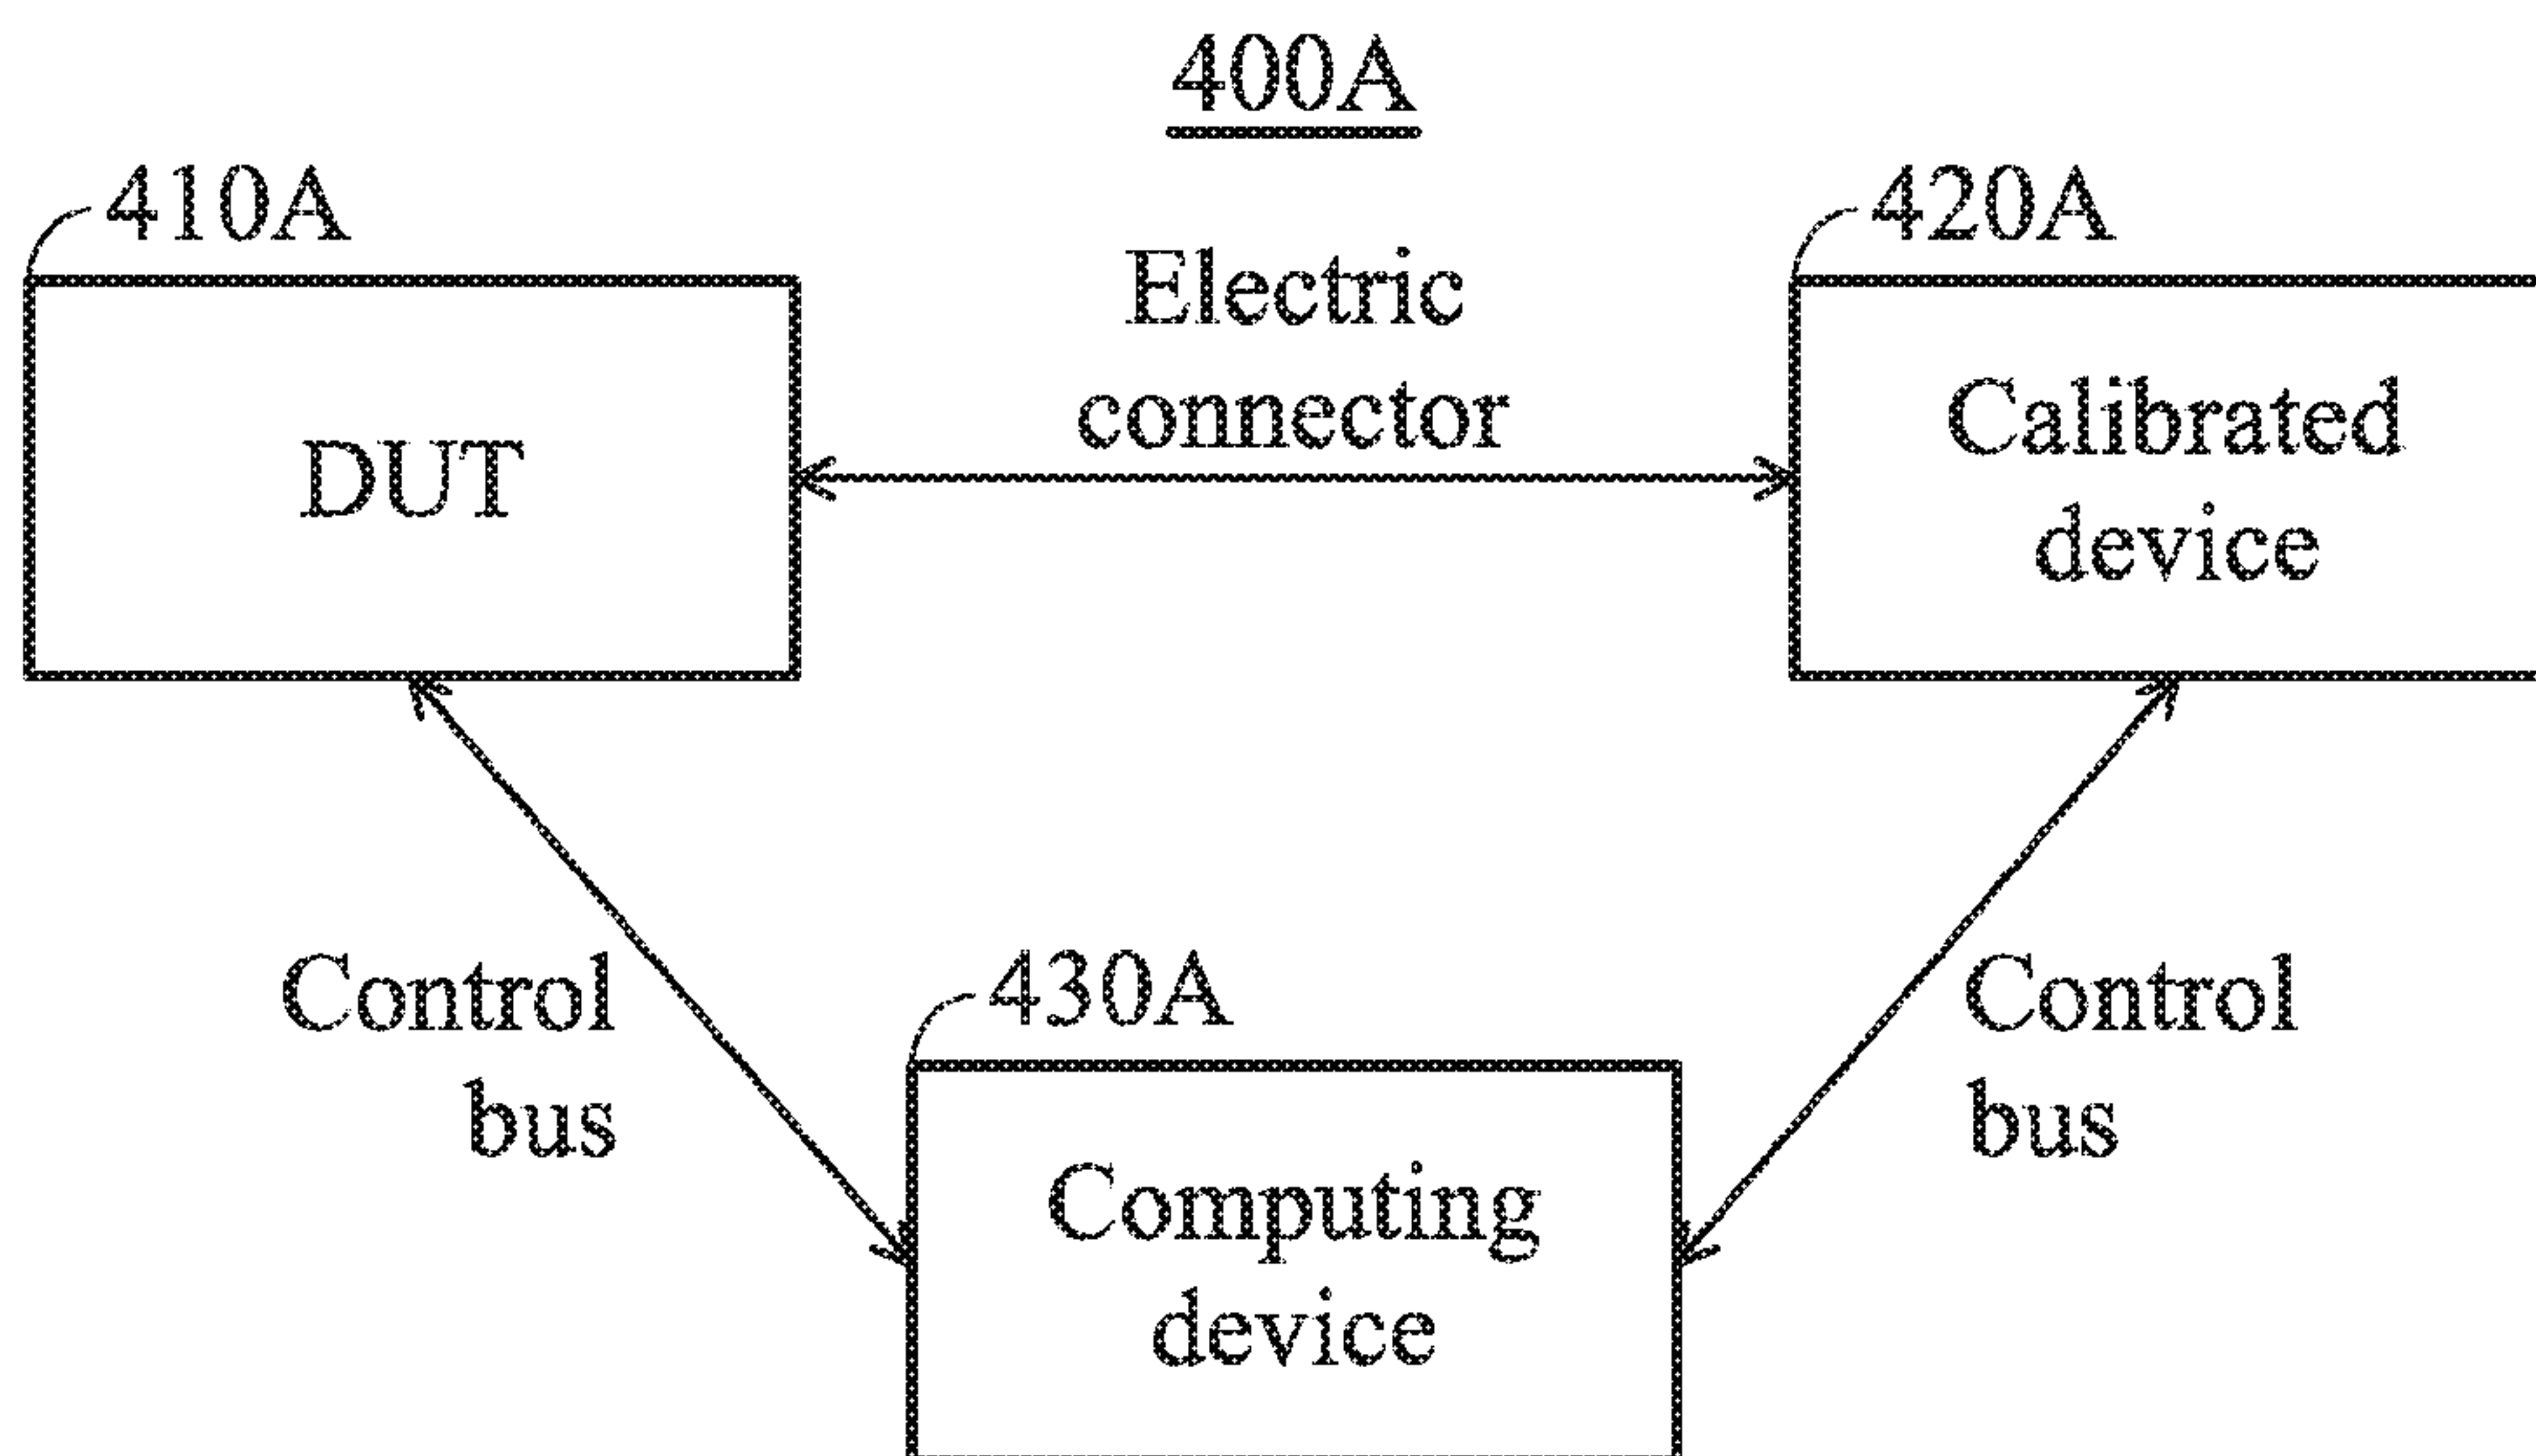 400A
410A
420A
Electric
connector
DUT
Calibrated
device
Control
bus
430A
Control
bus
Computing
device